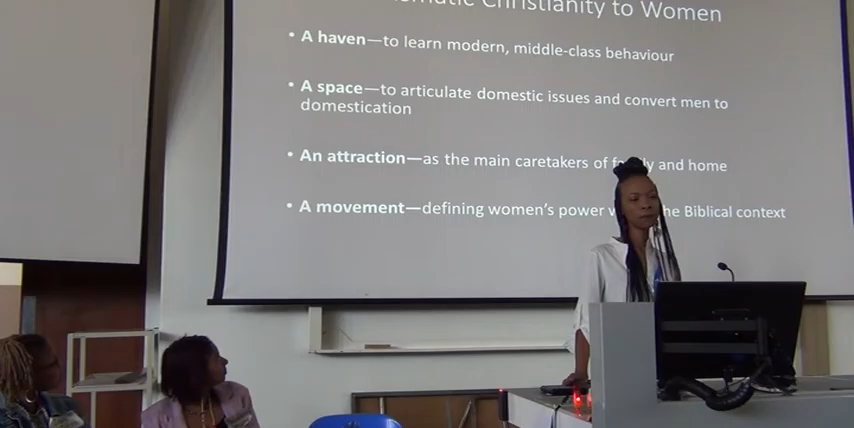 Christianity to Women
• A haven—to learn modern, middle-class behaviour
• A space—to articulate domestic issues and convert men to
domestication
• An attraction—as the main caretakers of family and home
• A movement—defining women's power the Biblical context